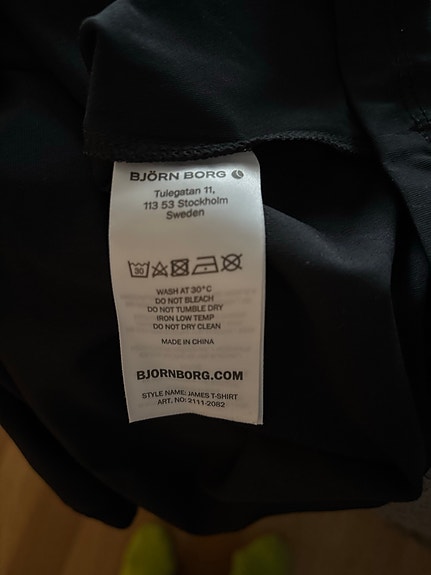 BJÖRN BORG
Tulegatan 11,
113 53 Stockholm
Sweden
30
WASH AT 30°C
DO NOT BLEACH
DO NOT TUMBLE DRY
IRON LOW TEMP
DO NOT DRY CLEAN
MADE IN CHINA
BJORNBORG.COM
STYLE NAME: JAMES T-SHIRT
ART. NO: 2111-2082